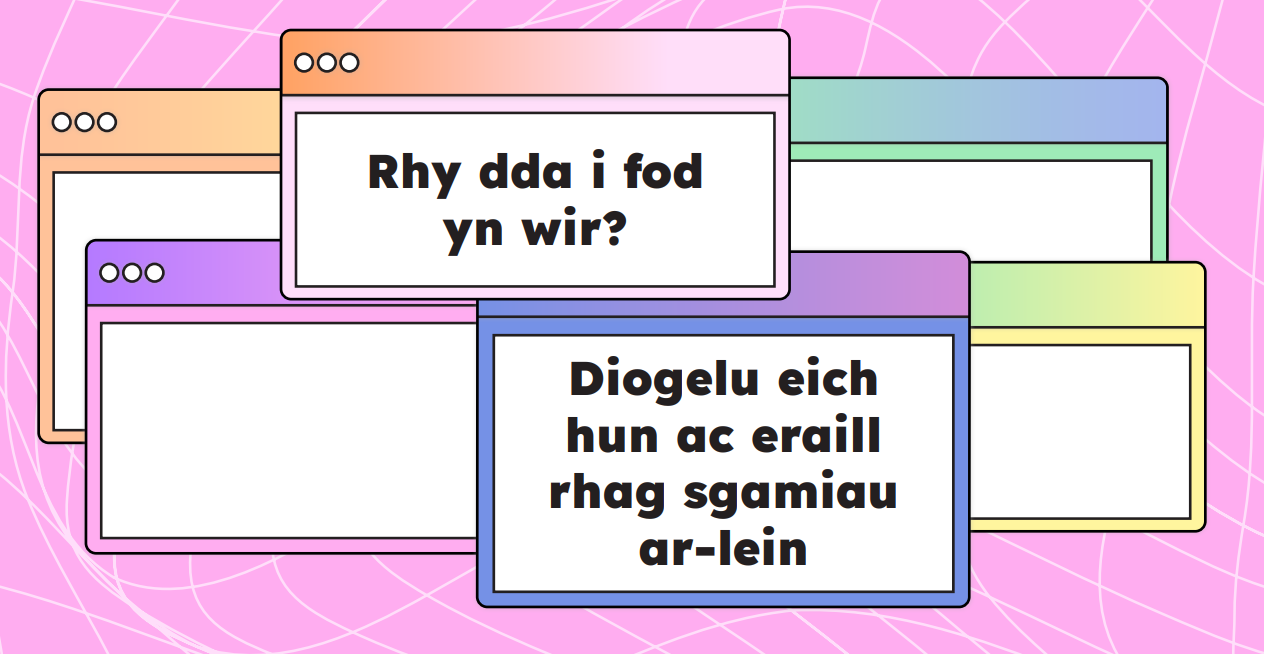 Rhy dda i fod
yn wir?
Diogelu eich
hun ac eraill
rhag sgamiau
ar-lein